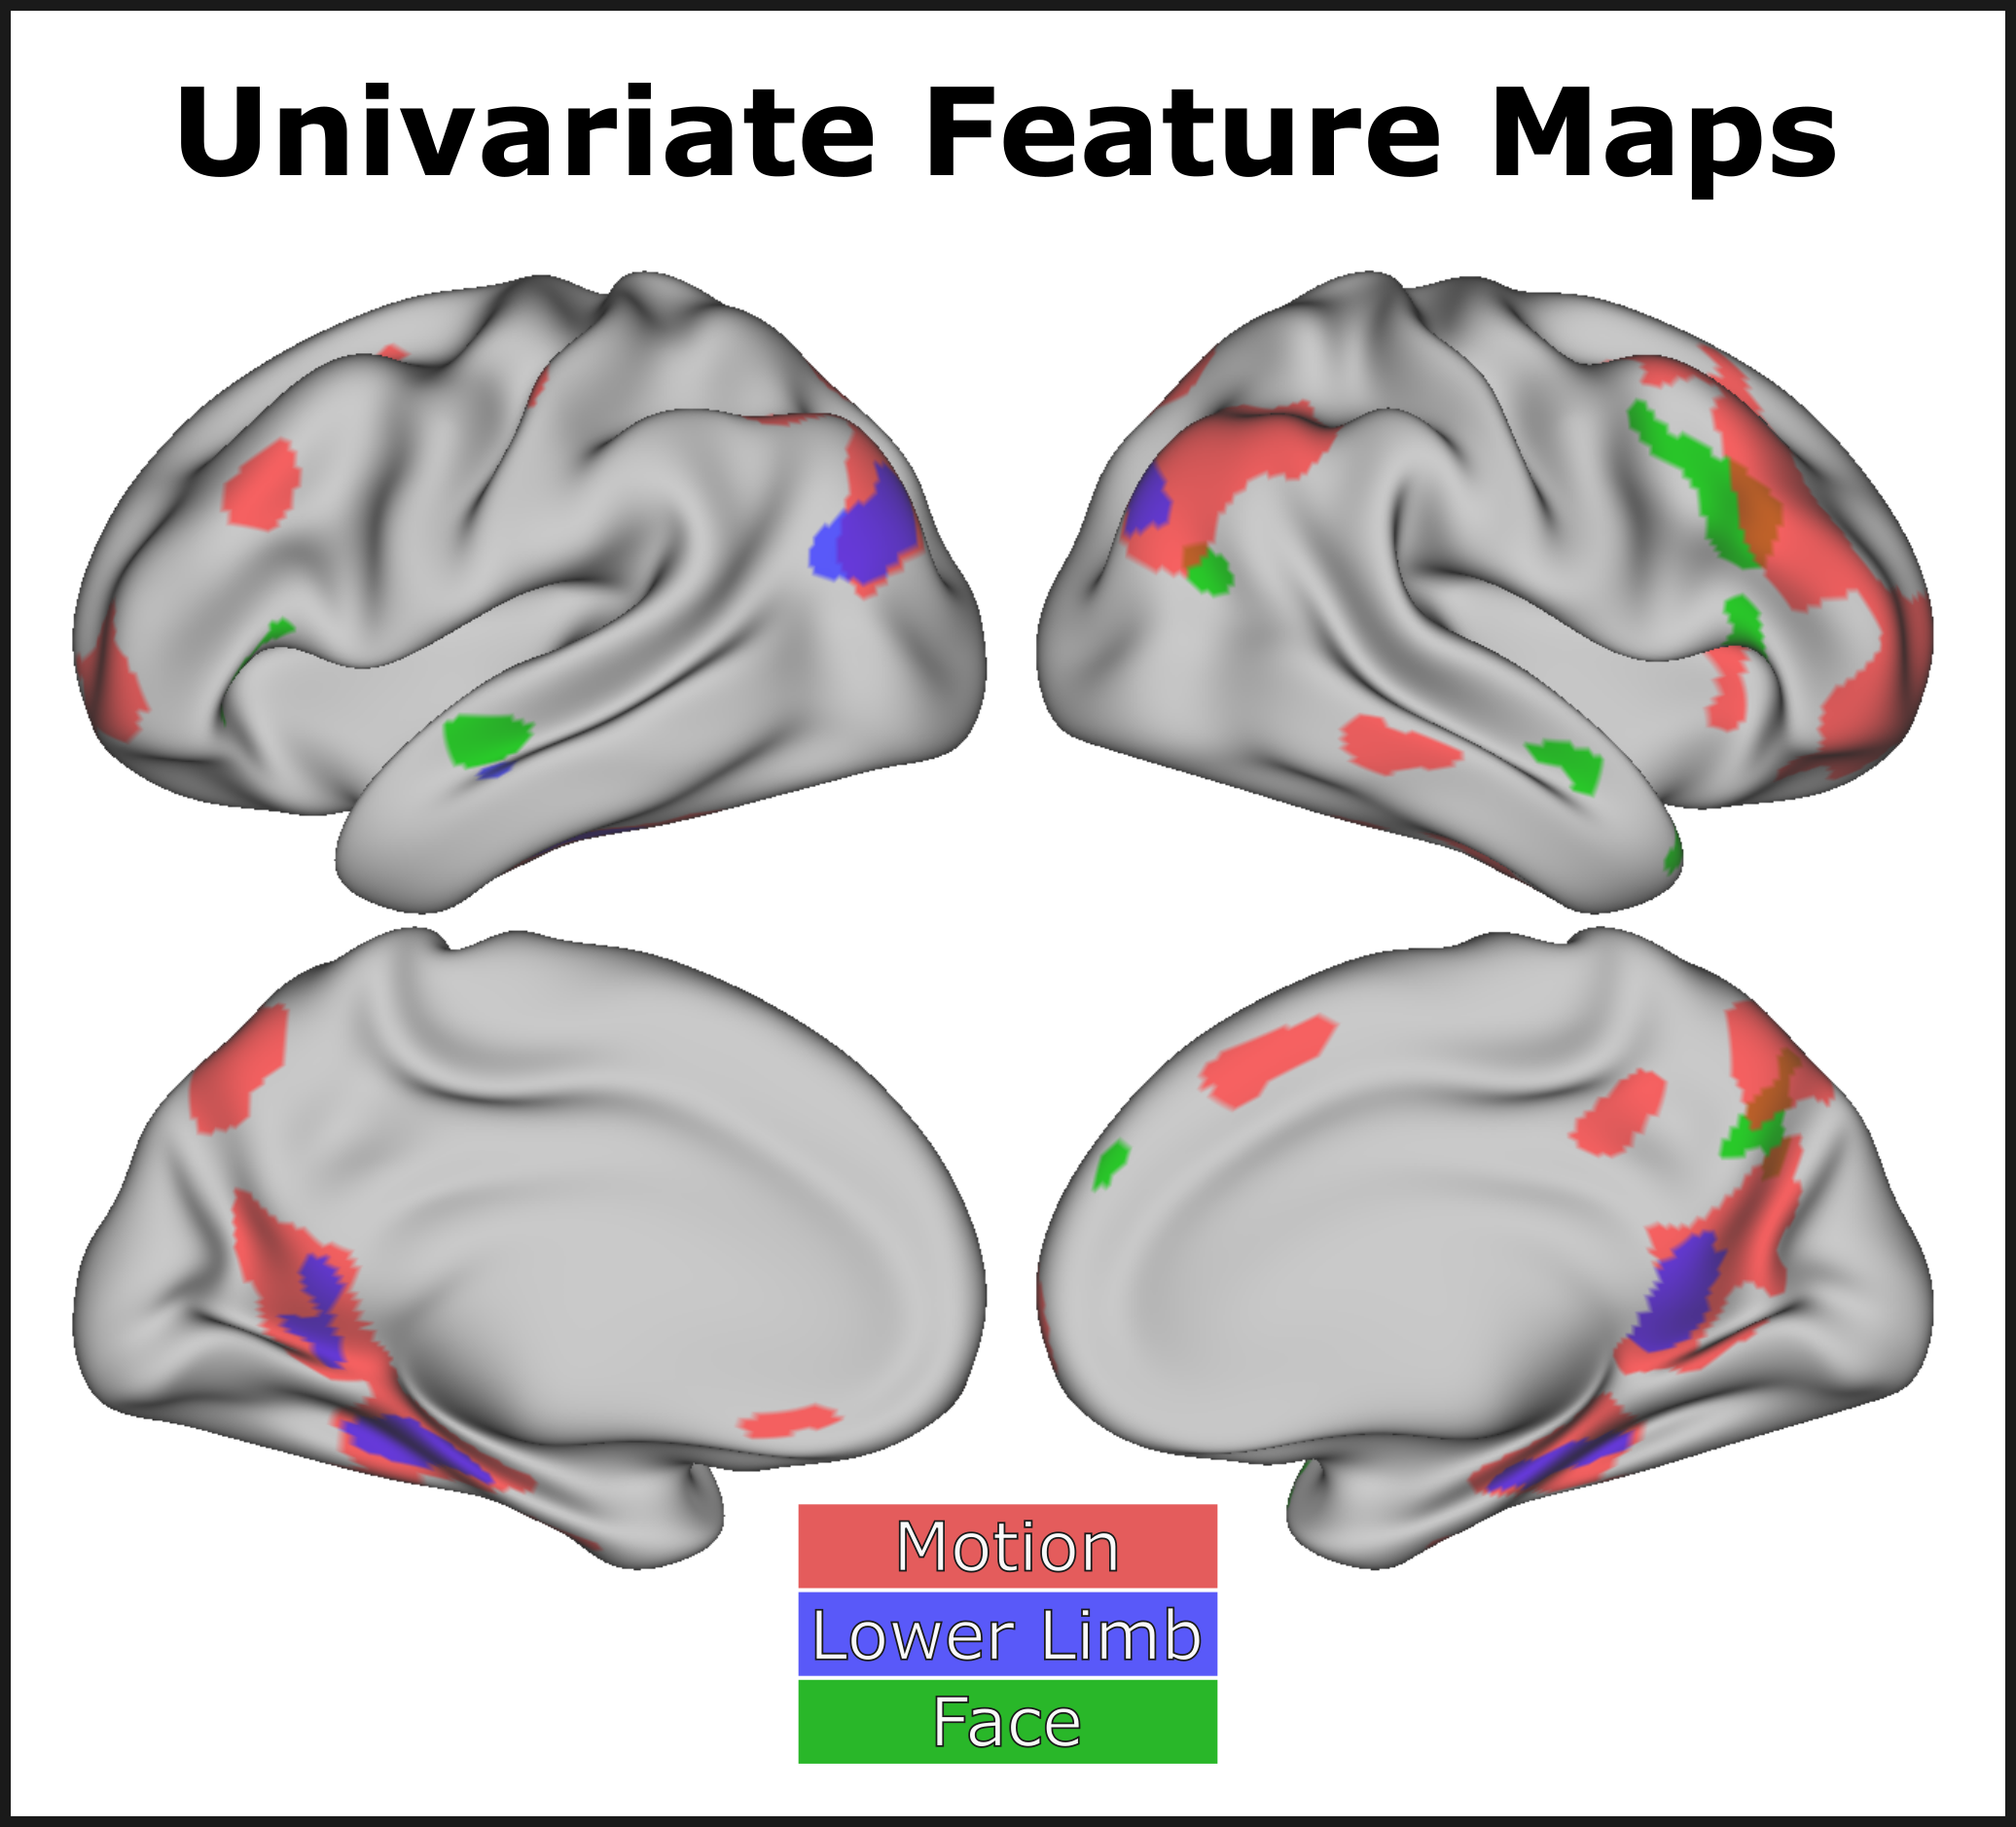 Univariate Feature Maps
Motion
Lower Limb
Face